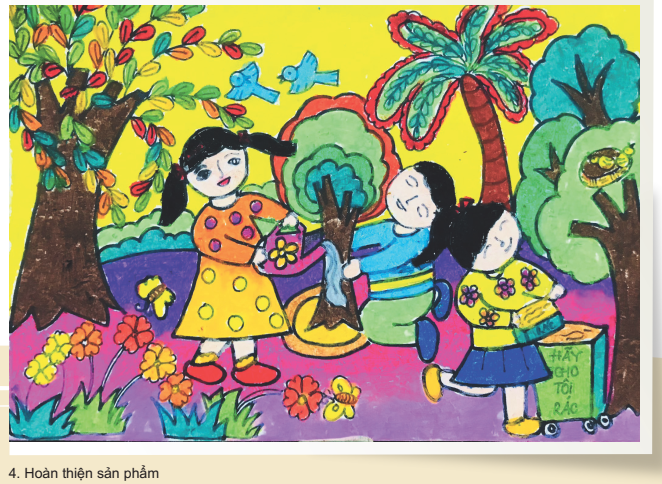 HÃY
CHO
TÔI
RÁC
4. Hoàn thiện sản phẩm